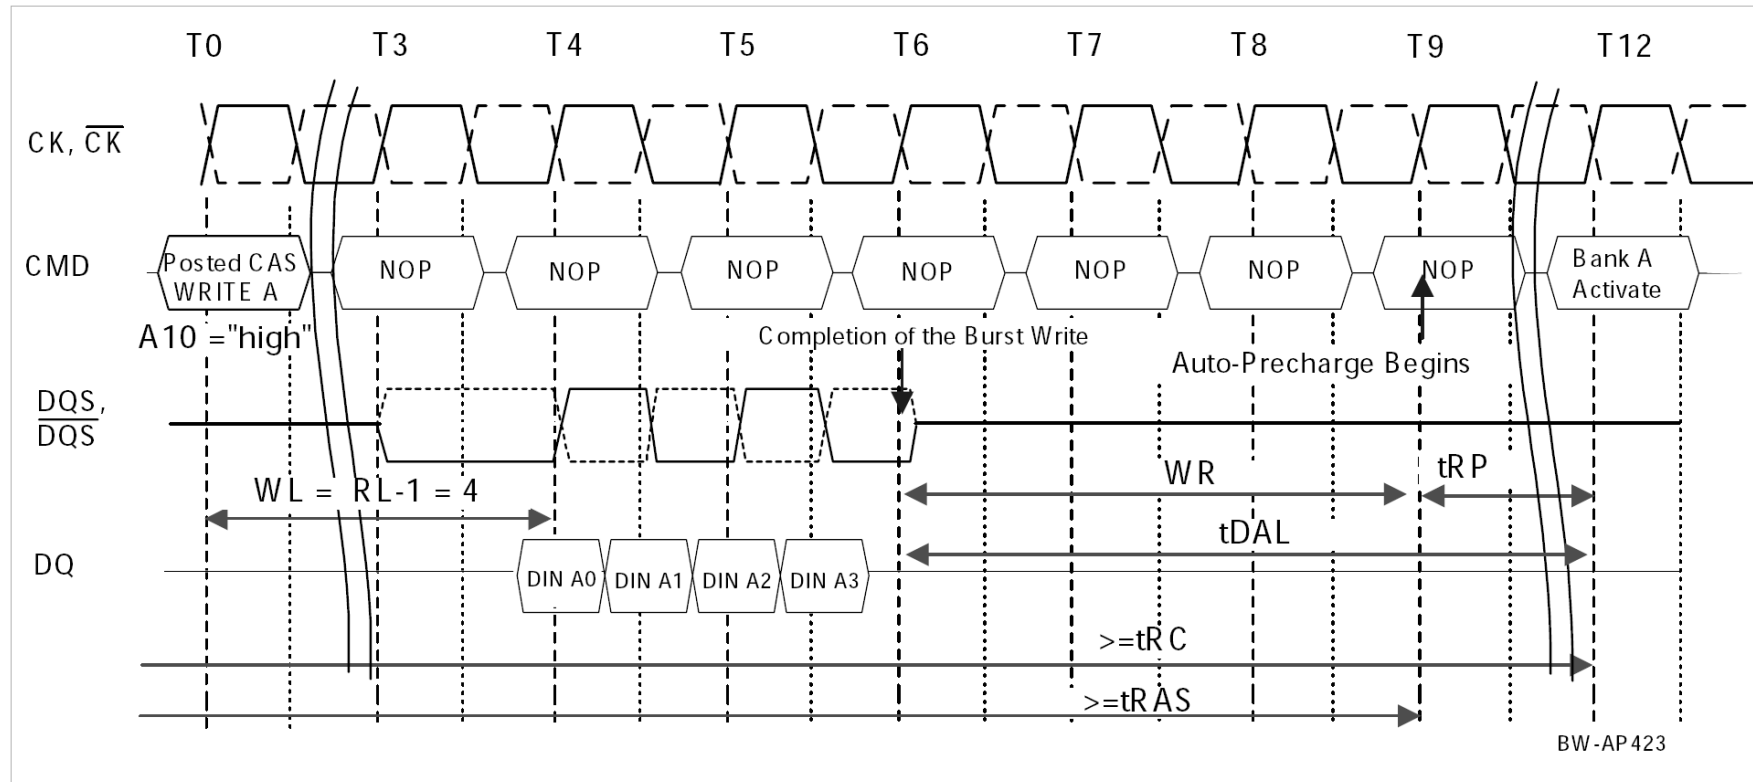 T0 T3 T4 T5 T6 T7 T8 T9 T12
CK, CK
CMD
Posted CAS
WRITE A
NOP NOP NOP NOP NOP NOP NOP
Bank A
Activate
A10 ="high"
Completion of the Burst Write
Auto-Precharge Begins
DQS,
DQS
WL = RL-1 = 4
WR
tRP
tDAL
DQ
DIN A0 DIN A1 DIN A2 DIN A3
>=tRC
>=tRAS
BW-AP423